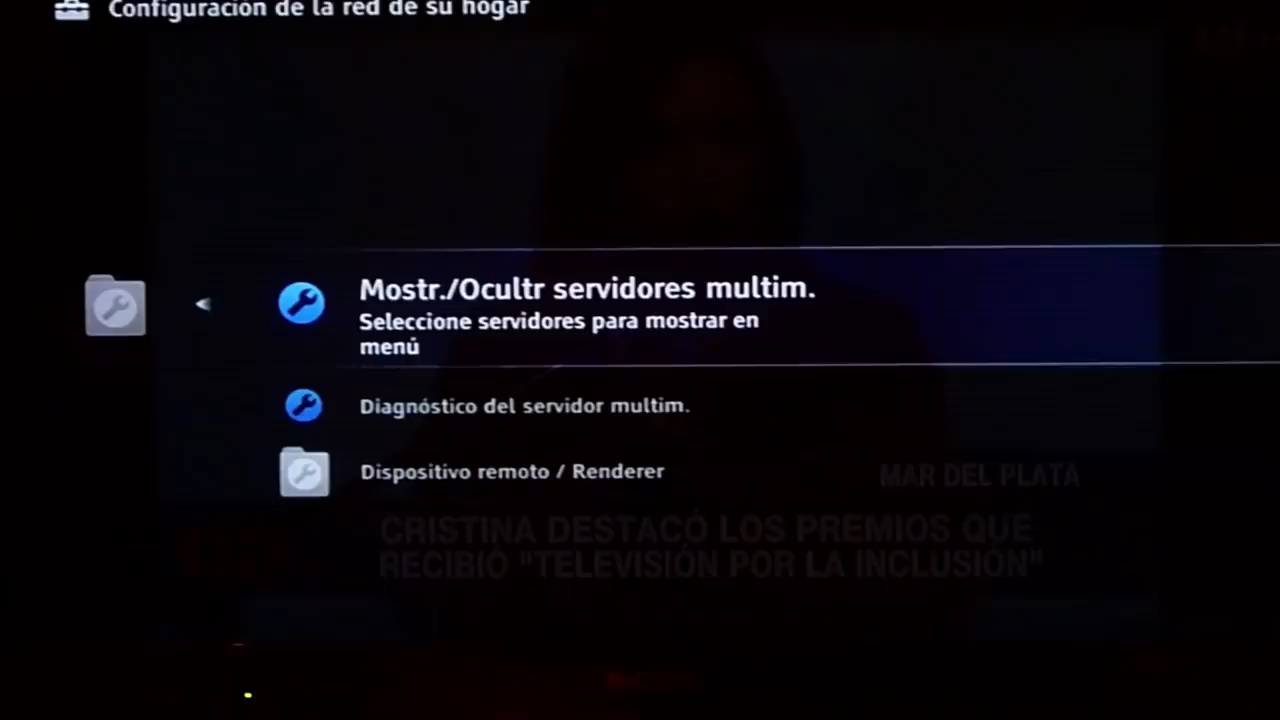 Configuración de la red de su hogar
Mostr./Ocultr servidores multim.
Seleccione servidores para mostrar en
menú
Diagnóstico del servidor multim.
Dispositivo remoto / Renderer
MAR DEL PLATA
CRISTINA DESTACÓ LOS PREMIOS QUE
RECIBIÓ "TELEVISIÓN POR LA INCLUSIÓN"